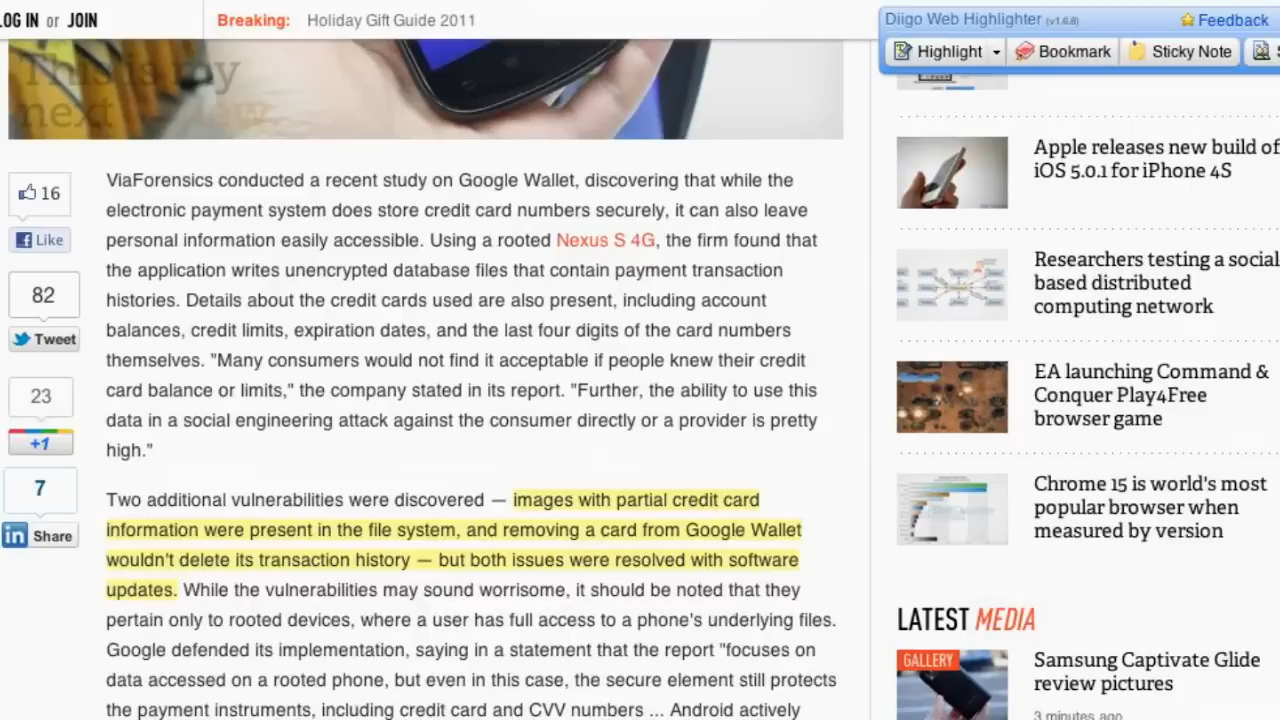 LOG IN or JOIN
Breaking: Holiday Gift Guide 2011
Diigo Web Highlighter (v1.6.8)
Feedback
Highlight
Bookmark
Sticky Note
This is my
next
16
Like
82
Tweet
23
+1
7
in Share
ViaForensics conducted a recent study on Google Wallet, discovering that while the
electronic payment system does store credit card numbers securely, it can also leave
personal information easily accessible. Using a rooted Nexus S 4G, the firm found that
the application writes unencrypted database files that contain payment transaction
histories. Details about the credit cards used are also present, including account
balances, credit limits, expiration dates, and the last four digits of the card numbers
themselves. "Many consumers would not find it acceptable if people knew their credit
card balance or limits," the company stated in its report. "Further, the ability to use this
data in a social engineering attack against the consumer directly or a provider is pretty
high."
Two additional vulnerabilities were discovered — images with partial credit card
information were present in the file system, and removing a card from Google Wallet
wouldn't delete its transaction history — but both issues were resolved with software
updates. While the vulnerabilities may sound worrisome, it should be noted that they
pertain only to rooted devices, where a user has full access to a phone's underlying files.
Google defended its implementation, saying in a statement that the report "focuses on
data accessed on a rooted phone, but even in this case, the secure element still protects
the payment instruments, including credit card and CVV numbers ... Android actively
Apple releases new build of
iOS 5.0.1 for iPhone 4S
Researchers testing a social
based distributed
computing network
EA launching Command &
Conquer Play4Free
browser game
Chrome 15 is world's most
popular browser when
measured by version
LATEST MEDIA
GALLERY
Samsung Captivate Glide
review pictures
3 minutes ago